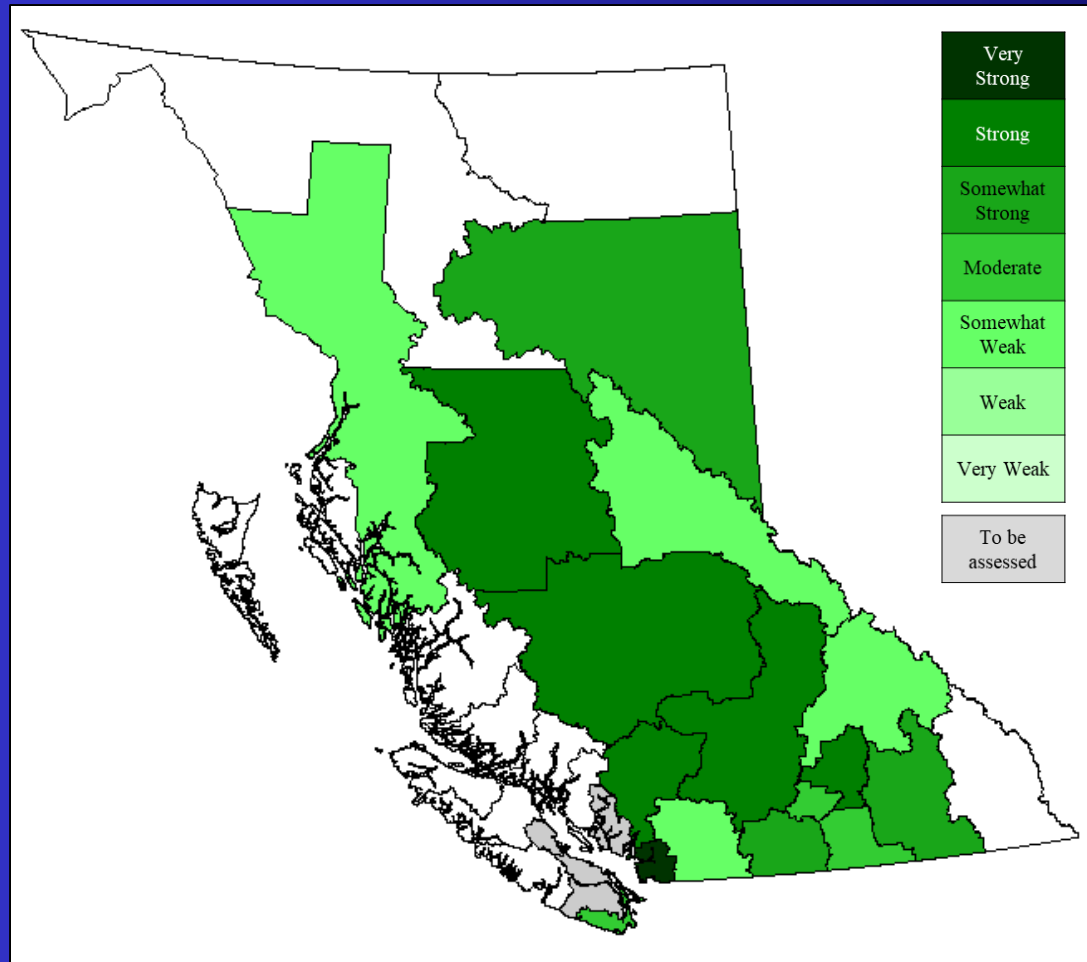 Very
Strong
Strong
Somewhat
Strong
Moderate
Somewhat
Weak
Weak
Very Weak
To be
assessed